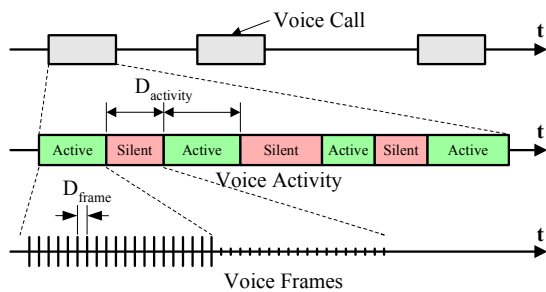 Voice Call
t
D_activity
Active Silent Active Silent Active Silent Active
t
Voice Activity
D_frame
t
Voice Frames